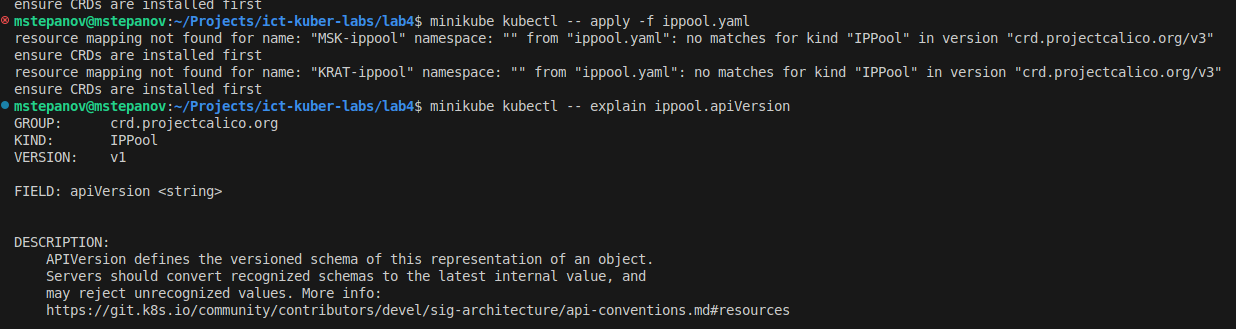 ensure CRDs are installed first
mstepanov@mstepanov:~/Projects/ict-kuber-labs/lab4$ minikube kubectl -- apply -f ippool.yaml
resource mapping not found for name: "MSK-ippool" namespace: "" from "ippool.yaml": no matches for kind "IPPool" in version "crd.projectcalico.org/v3"
ensure CRDs are installed first
resource mapping not found for name: "KRAT-ippool" namespace: "" from "ippool.yaml": no matches for kind "IPPool" in version "crd.projectcalico.org/v3"
ensure CRDs are installed first
mstepanov@mstepanov:~/Projects/ict-kuber-labs/lab4$ minikube kubectl -- explain ippool.apiVersion
GROUP:      crd.projectcalico.org
KIND:       IPPool
VERSION:    v1

FIELD: apiVersion <string>


DESCRIPTION:
    APIVersion defines the versioned schema of this representation of an object.
    Servers should convert recognized schemas to the latest internal value, and
    may reject unrecognized values. More info:
    https://git.k8s.io/community/contributors/devel/sig-architecture/api-conventions.md#resources